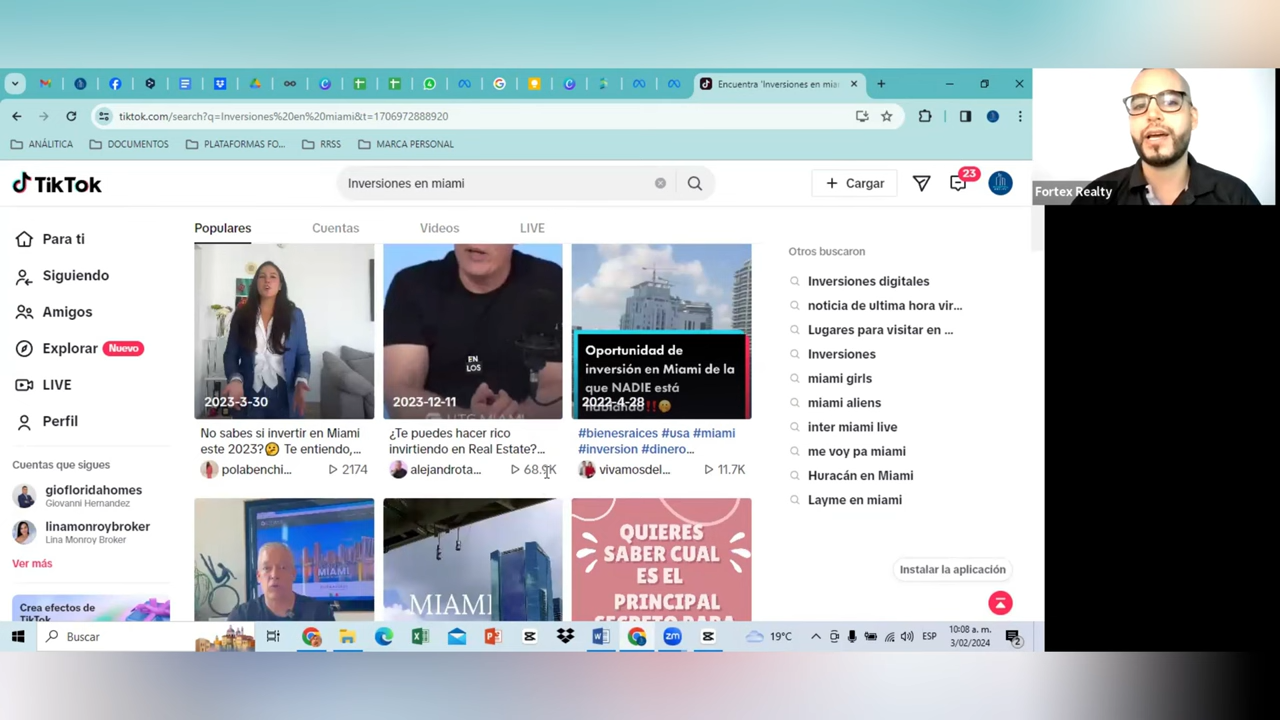 Encuentra 'Inversiones en mia
tiktok.com/search?q=Inversiones%20en%20miami&t=1706972888920
ANÁLITICA
DOCUMENTOS
PLATAFORMAS FO...
RRSS
MARCA PERSONAL
TikTok
Inversiones en miami
Cargar
23
Fortex Realty
Para ti
Siguiendo
Amigos
Explorar
Nuevo
LIVE
Perfil
Cuentas que sigues
giofloridahomes
Giovanni Hernandez
linamonroybroker
Lina Monroy Broker
Ver más
Crea efectos de
TikTok
Populares
Cuentas
Videos
LIVE
2023-3-30
No sabes si invertir en Miami
este 2023?🤔 Te entiendo,...
polabenchi...
2174
EN
LOS
2023-12-11
¿Te puedes hacer rico
invirtiendo en Real Estate?...
alejandrota...
68.9K
Oportunidad de
inversión en Miami de la
que NADIE está
2022-4-28
#bienesraices #usa #miami
#inversion #dinero...
vivamosdel...
11.7K
MIAMI
MIAMI
QUIERES
SABER CUAL
ES EL
PRINCIPAL
SECRETO PARA
Otros buscaron
Inversiones digitales
noticia de ultima hora vir...
Lugares para visitar en ...
Inversiones
miami girls
miami aliens
inter miami live
me voy pa miami
Huracán en Miami
Layme en miami
Instalar la aplicación
Buscar
19°C
ESP
10:08 a. m.
3/02/2024
2